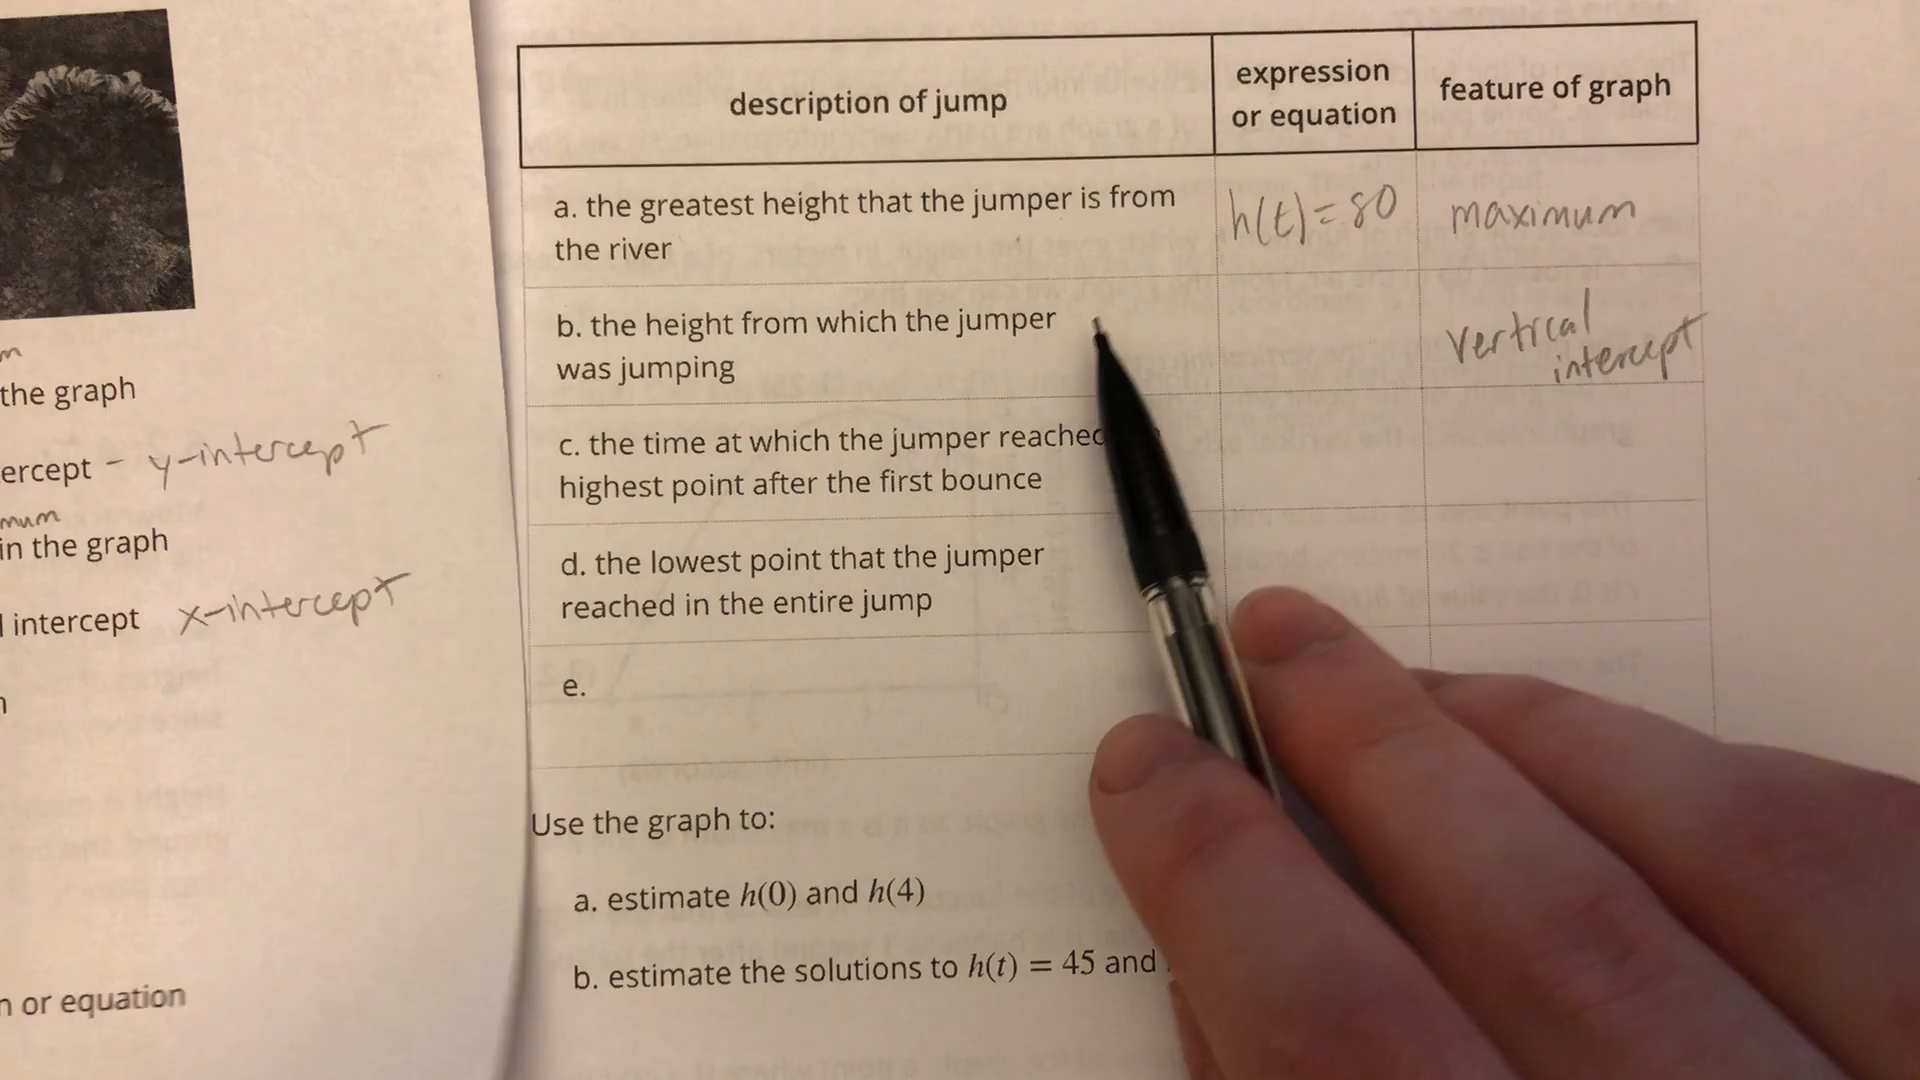 the graph
ercept - y-intercept
mum
in the graph
intercept x-intercept
or equation
description of jump
expression
or equation
feature of graph
a. the greatest height that the jumper is from
the river
h(t)=80
maximum
b. the height from which the jumper
was jumping
vertical
intercept
c. the time at which the jumper reached
highest point after the first bounce
d. the lowest point that the jumper
reached in the entire jump
e.
Use the graph to:
a. estimate h(0) and h(4)
b. estimate the solutions to h(t) = 45 and